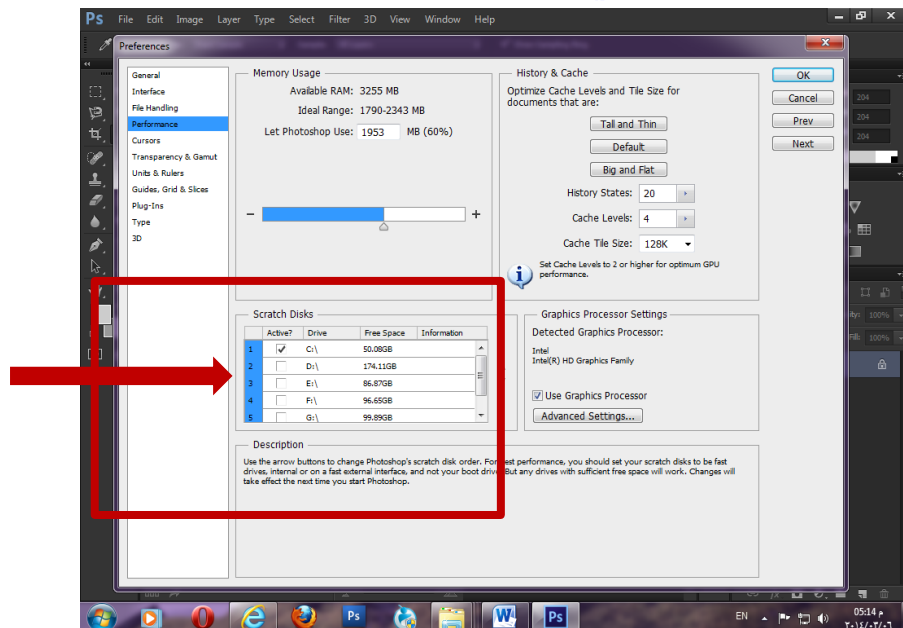 Ps File Edit Image Layer Type Select Filter 3D View Window Help
Preferences
General
Interface
File Handling
Performance
Cursors
Transparency & Gamut
Units & Rulers
Guides, Grid & Slices
Plug-Ins
Type
3D
Memory Usage
Available RAM: 3255 MB
Ideal Range: 1790-2343 MB
Let Photoshop Use: 1953 MB (60%)
- +
History & Cache
Optimize Cache Levels and Tile Size for
documents that are:
Tall and Thin
Default
Big and Flat
History States: 20
Cache Levels: 4
Cache Tile Size: 128K
Set Cache Levels to 2 or higher for optimum GPU
performance.
OK
Cancel
Prev
Next
204
204
204
Scratch Disks
Active? Drive Free Space Information
1 C:\ 50.08GB
2 D:\ 174.11GB
3 E:\ 86.87GB
4 F:\ 96.65GB
5 G:\ 99.89GB
Graphics Processor Settings
Detected Graphics Processor:
Intel
Intel(R) HD Graphics Family
Use Graphics Processor
Advanced Settings...
100%
Fill: 100%
Description
Use the arrow buttons to change Photoshop's scratch disk order. For best performance, you should set your scratch disks to be fast
drives, internal or on a fast external interface, and not your boot drive. But any drives with sufficient free space will work. Changes will
take effect the next time you start Photoshop.
Ps W Ps EN 05:14 م
٢٠١٤/٠٢/٠٦